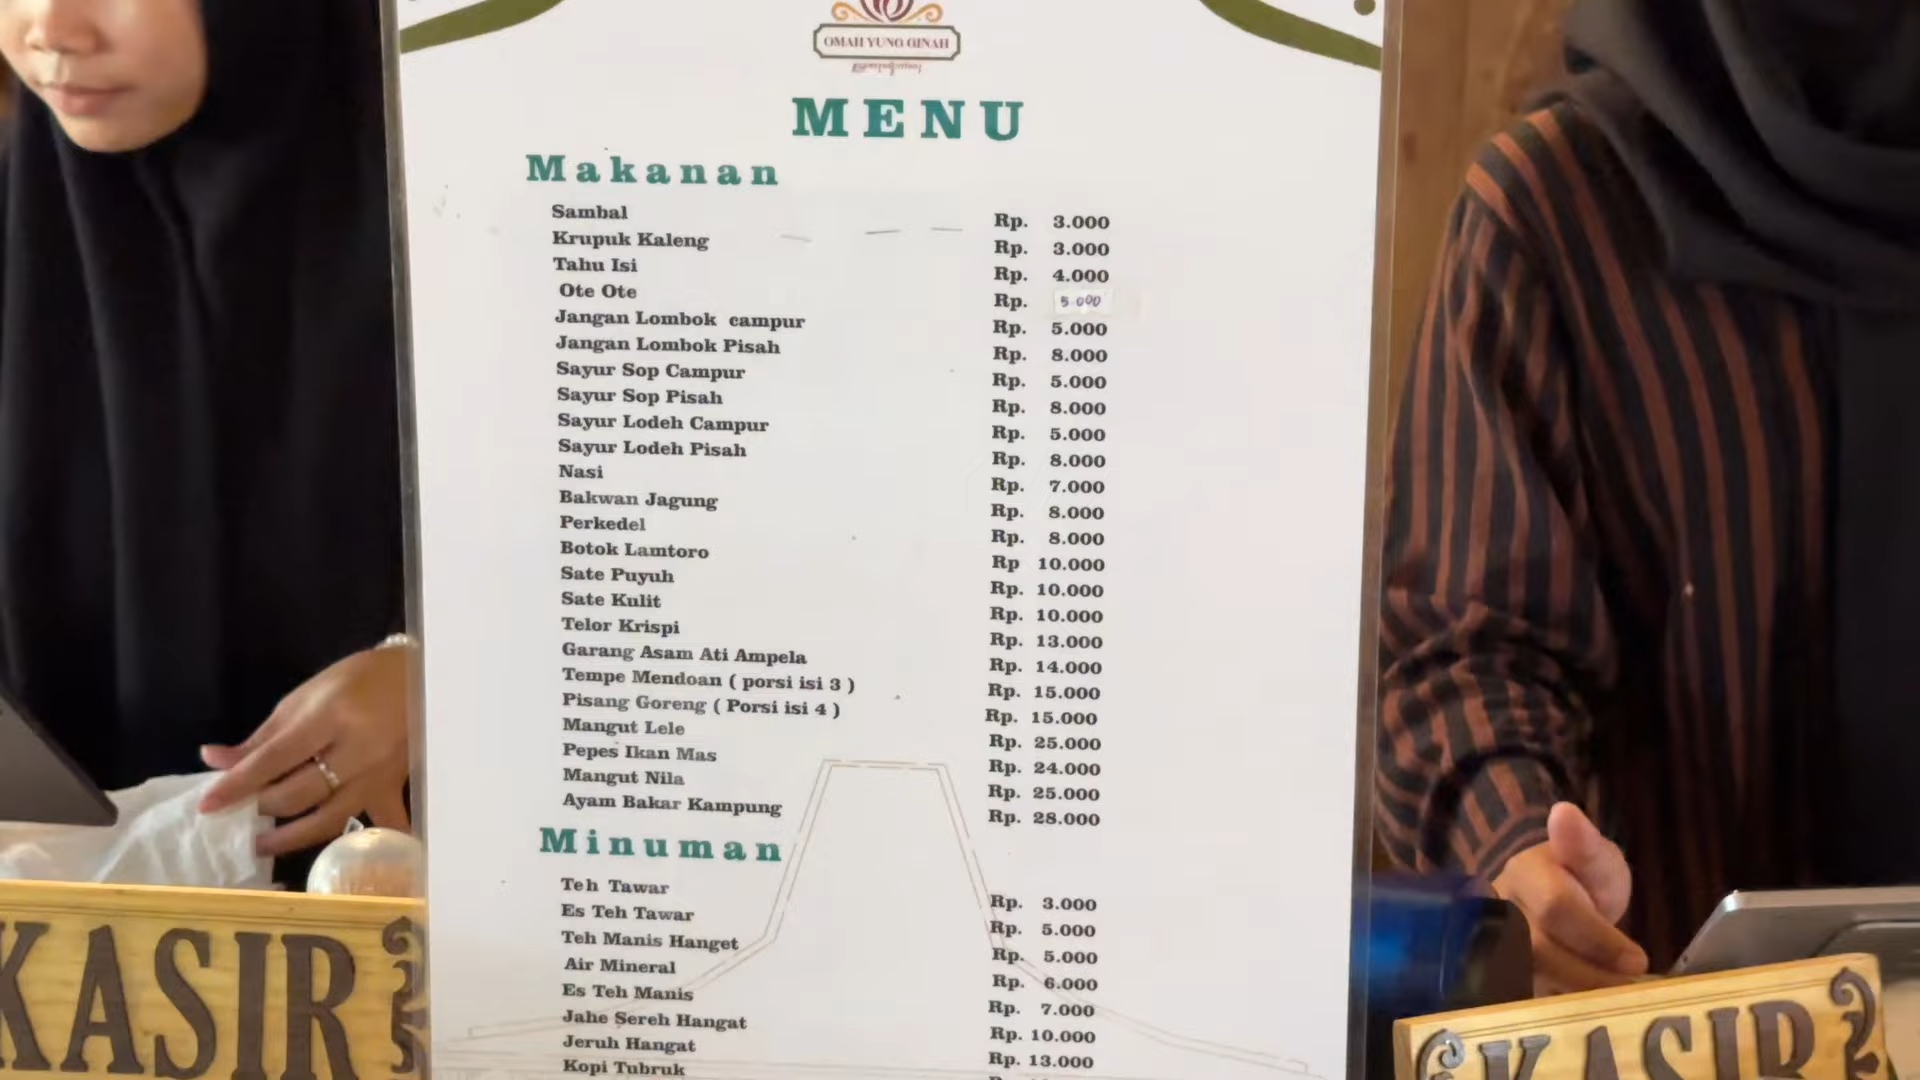 OMAH YUNG GINAH
MENU
Makanan
Sambal Rp. 3.000
Krupuk Kaleng Rp. 3.000
Tahu Isi Rp. 4.000
Ote Ote Rp. 5.000
Jangan Lombok campur Rp. 5.000
Jangan Lombok Pisah Rp. 8.000
Sayur Sop Campur Rp. 5.000
Sayur Sop Pisah Rp. 8.000
Sayur Lodeh Campur Rp. 5.000
Sayur Lodeh Pisah Rp. 8.000
Nasi Rp. 7.000
Bakwan Jagung Rp. 8.000
Perkedel Rp. 8.000
Botok Lamtoro Rp 10.000
Sate Puyuh Rp. 10.000
Sate Kulit Rp. 10.000
Telor Krispi Rp. 13.000
Garang Asam Ati Ampela Rp. 14.000
Tempe Mendoan ( porsi isi 3 ) Rp. 15.000
Pisang Goreng ( Porsi isi 4 ) Rp. 15.000
Mangut Lele Rp. 25.000
Pepes Ikan Mas Rp. 24.000
Mangut Nila Rp. 25.000
Ayam Bakar Kampung Rp. 28.000
Minuman
Teh Tawar Rp. 3.000
Es Teh Tawar Rp. 5.000
Teh Manis Hanget Rp. 5.000
Air Mineral Rp. 6.000
Es Teh Manis Rp. 7.000
Jahe Sereh Hangat Rp. 10.000
Jeruh Hangat Rp. 13.000
Kopi Tubruk
KASIR
KASIR